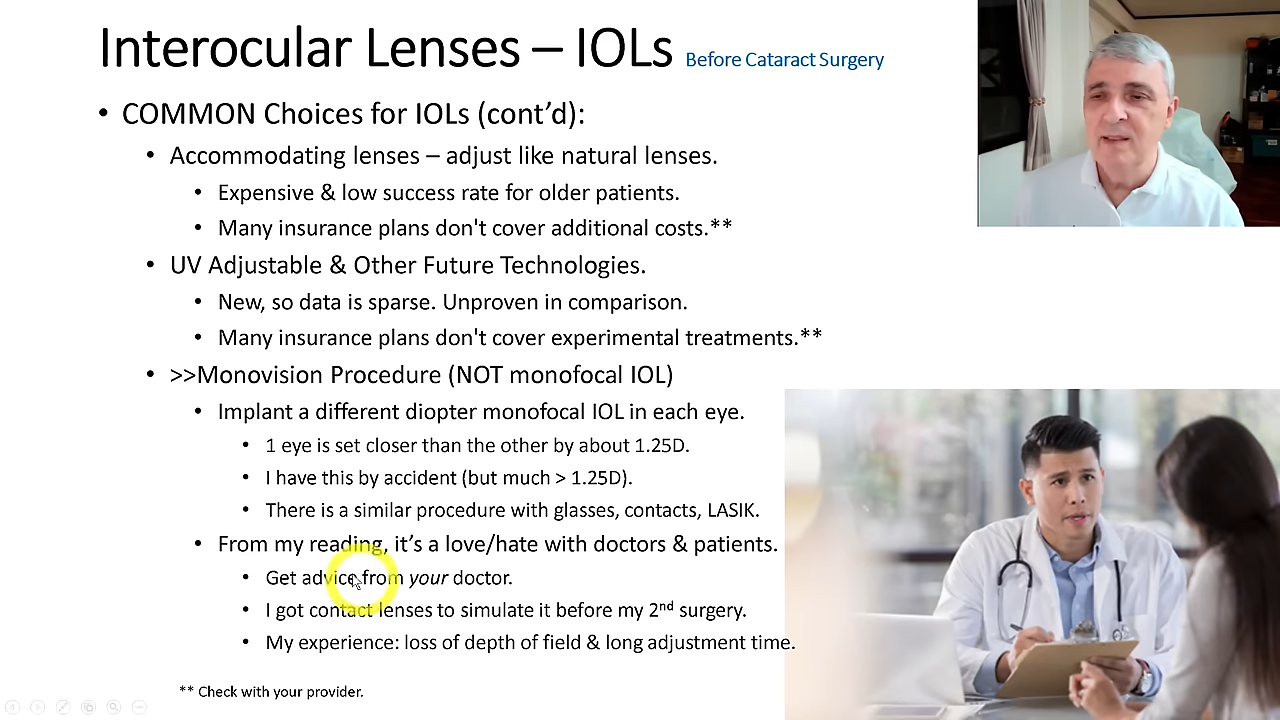 Interocular Lenses – IOLs Before Cataract Surgery
• COMMON Choices for IOLs (cont’d):
• Accommodating lenses – adjust like natural lenses.
• Expensive & low success rate for older patients.
• Many insurance plans don't cover additional costs.**
• UV Adjustable & Other Future Technologies.
• New, so data is sparse. Unproven in comparison.
• Many insurance plans don't cover experimental treatments.**
• >>Monovision Procedure (NOT monofocal IOL)
• Implant a different diopter monofocal IOL in each eye.
• 1 eye is set closer than the other by about 1.25D.
• I have this by accident (but much > 1.25D).
• There is a similar procedure with glasses, contacts, LASIK.
• From my reading, it’s a love/hate with doctors & patients.
• Get advice from your doctor.
• I got contact lenses to simulate it before my 2nd surgery.
• My experience: loss of depth of field & long adjustment time.
** Check with your provider.